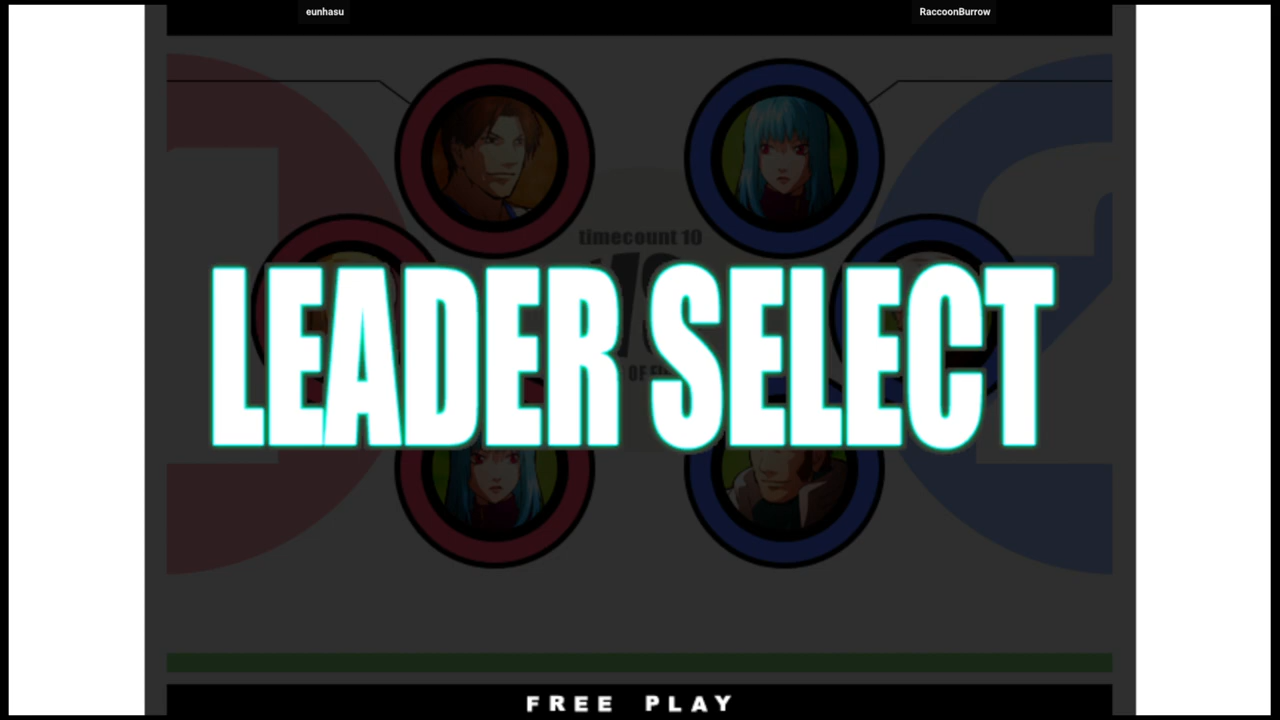 eunhasu
RaccoonBurrow
timecount 10
LEADER SELECT
FREE PLAY